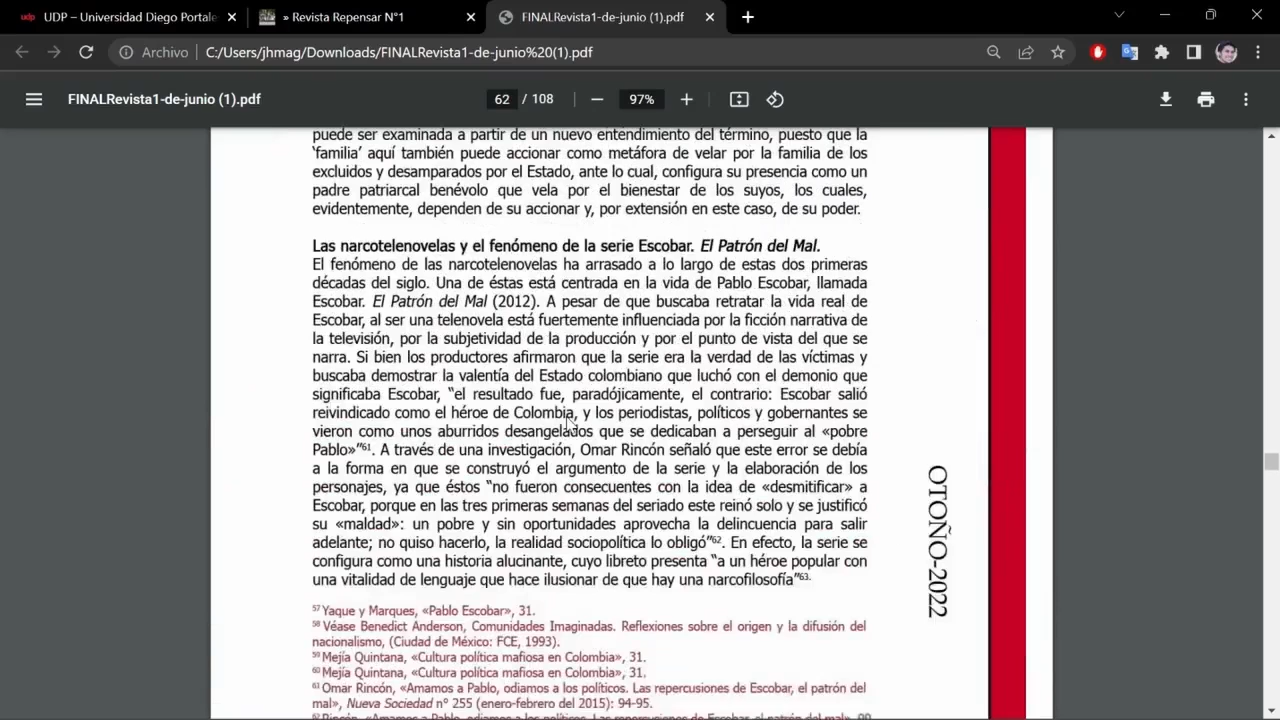 UDP – Universidad Diego Portale
» Revista Repensar N°1
FINALRevista1-de-junio (1).pdf
Archivo
C:/Users/jhmag/Downloads/FINALRevista1-de-junio%20(1).pdf
FINALRevista1-de-junio (1).pdf
62 / 108
97%
puede ser examinada a partir de un nuevo entendimiento del término, puesto que la
‘familia’ aquí también puede accionar como metáfora de velar por la familia de los
excluidos y desamparados por el Estado, ante lo cual, configura su presencia como un
padre patriarcal benévolo que vela por el bienestar de los suyos, los cuales,
evidentemente, dependen de su accionar y, por extensión en este caso, de su poder.
Las narcotelenovelas y el fenómeno de la serie Escobar. El Patrón del Mal.
El fenómeno de las narcotelenovelas ha arrasado a lo largo de estas dos primeras
décadas del siglo. Una de éstas está centrada en la vida de Pablo Escobar, llamada
Escobar. El Patrón del Mal (2012). A pesar de que buscaba retratar la vida real de
Escobar, al ser una telenovela está fuertemente influenciada por la ficción narrativa de
la televisión, por la subjetividad de la producción y por el punto de vista del que se
narra. Si bien los productores afirmaron que la serie era la verdad de las víctimas y
buscaba demostrar la valentía del Estado colombiano que luchó con el demonio que
significaba Escobar, “el resultado fue, paradójicamente, el contrario: Escobar salió
reivindicado como el héroe de Colombia, y los periodistas, políticos y gobernantes se
vieron como unos aburridos desangelados que se dedicaban a perseguir al «pobre
Pablo»”61. A través de una investigación, Omar Rincón señaló que este error se debía
a la forma en que se construyó el argumento de la serie y la elaboración de los
personajes, ya que éstos “no fueron consecuentes con la idea de «desmitificar» a
Escobar, porque en las tres primeras semanas del seriado este reinó solo y se justificó
su «maldad»: un pobre y sin oportunidades aprovecha la delincuencia para salir
adelante; no quiso hacerlo, la realidad sociopolítica lo obligó”62. En efecto, la serie se
configura como una historia alucinante, cuyo libreto presenta “a un héroe popular con
una vitalidad de lenguaje que hace ilusionar de que hay una narcofilosofía”63.
57 Yaque y Marques, «Pablo Escobar», 31.
58 Véase Benedict Anderson, Comunidades Imaginadas. Reflexiones sobre el origen y la difusión del
nacionalismo, (Ciudad de México: FCE, 1993).
59 Mejía Quintana, «Cultura política mafiosa en Colombia», 31.
60 Mejía Quintana, «Cultura política mafiosa en Colombia», 31.
61 Omar Rincón, «Amamos a Pablo, odiamos a los políticos. Las repercusiones de Escobar, el patrón del
mal», Nueva Sociedad n° 255 (enero-febrero del 2015): 94-95.
62 Rincón, «Amamos a Pablo, odiamos a los políticos. Las repercusiones de Escobar, el patrón del mal», 99
OTOÑO-2022